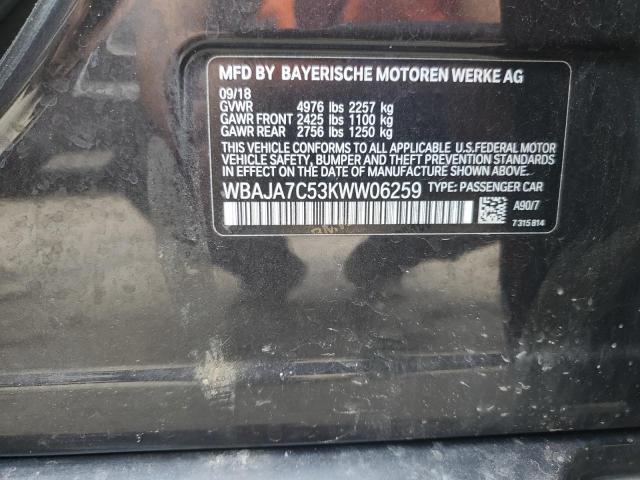 MFD BY BAYERISCHE MOTOREN WERKE AG
09/18
GVWR 4976 lbs 2257 kg
GAWR FRONT 2425 lbs 1100 kg
GAWR REAR 2756 lbs 1250 kg
THIS VEHICLE CONFORMS TO ALL APPLICABLE U.S.FEDERAL MOTOR
VEHICLE SAFETY, BUMPER AND THEFT PREVENTION STANDARDS
IN EFFECT ON THE DATE OF MANUFACTURE SHOWN ABOVE.
WBAJA7C53KWW06259 TYPE: PASSENGER CAR
A90/7
7315814